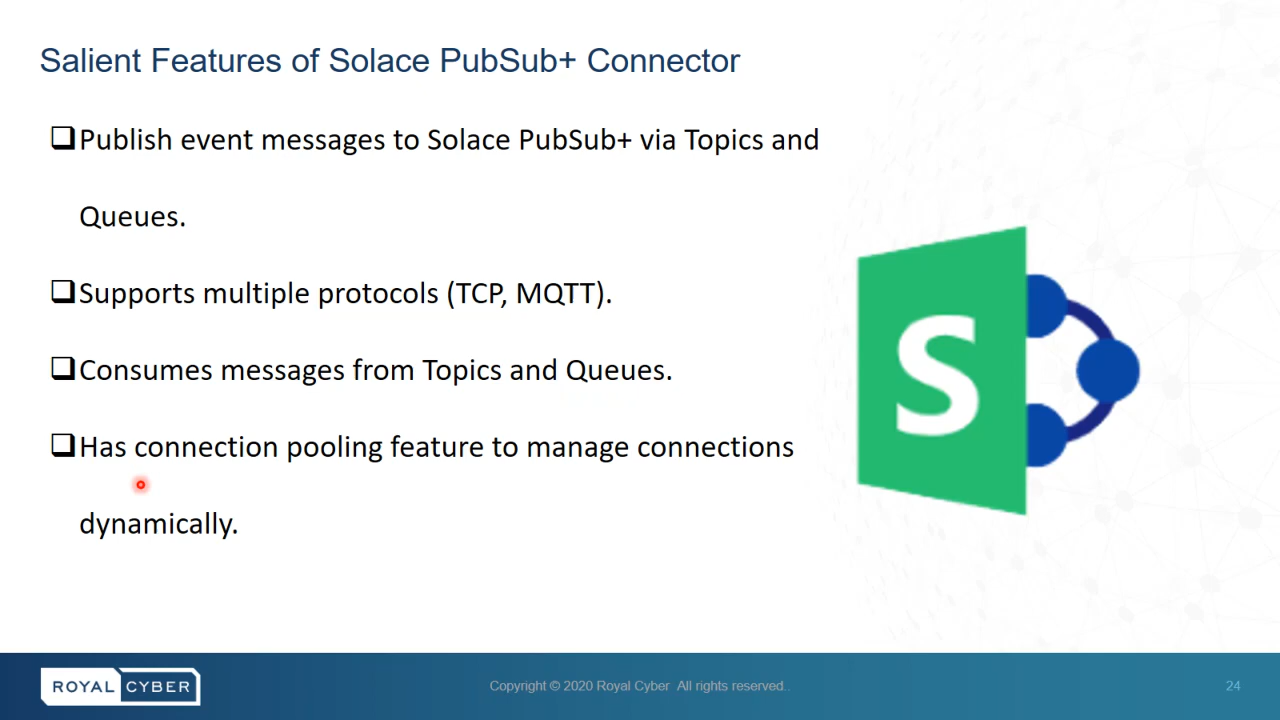 Salient Features of Solace PubSub+ Connector
❑Publish event messages to Solace PubSub+ via Topics and
Queues.
❑Supports multiple protocols (TCP, MQTT).
❑Consumes messages from Topics and Queues.
❑Has connection pooling feature to manage connections
dynamically.
S
ROYAL CYBER
Copyright © 2020 Royal Cyber All rights reserved..
24